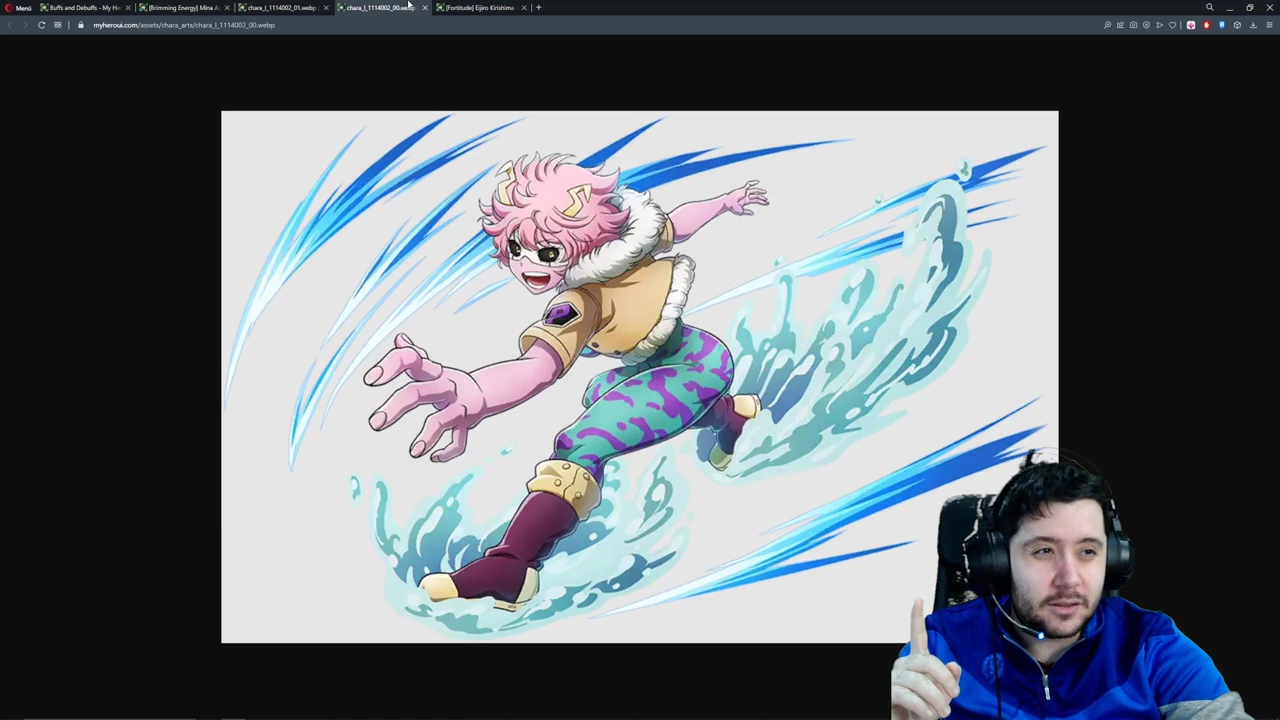 Menü
Buffs and Debuffs - My He
[Brimming Energy] Mina A
chara_l_1114002_01.webp
chara_l_1114002_00.webp
[Fortitude] Eijiro Kirishima
myheroui.com/assets/chara_arts/chara_l_1114002_00.webp